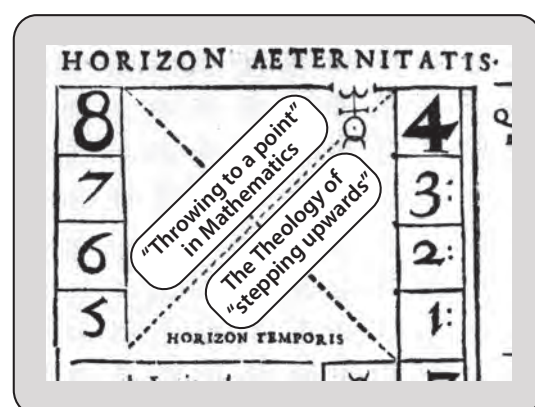 HORIZON AETERNITATIS.
8
4
7
3:
6
2:
5
1:
"Throwing to a point"
in Mathematics
The Theology of
"stepping upwards"
HORIZON TEMPORIS